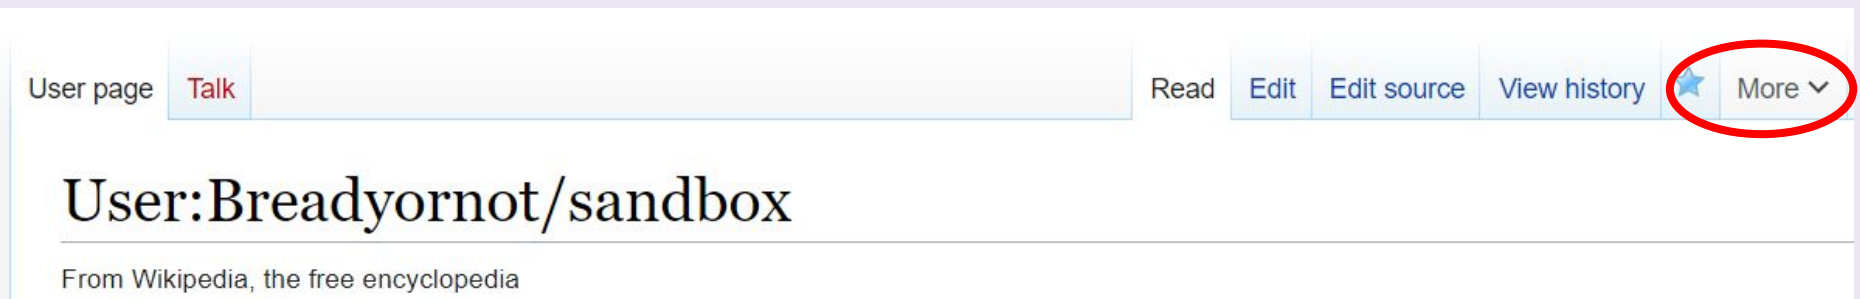 User page Talk Read Edit Edit source View history More
User:Breadyornot/sandbox
From Wikipedia, the free encyclopedia